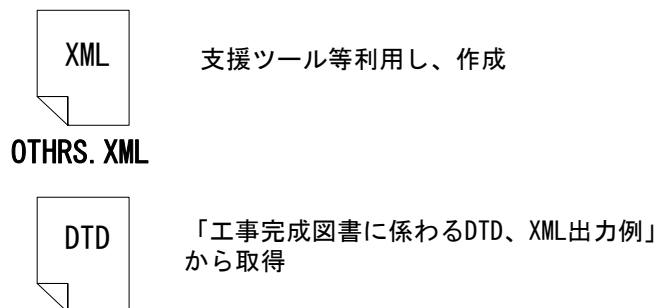 XML
支援ツール等利用し、作成
OTHRS.XML
DTD
「工事完成図書に係わるDTD、XML出力例」
から取得